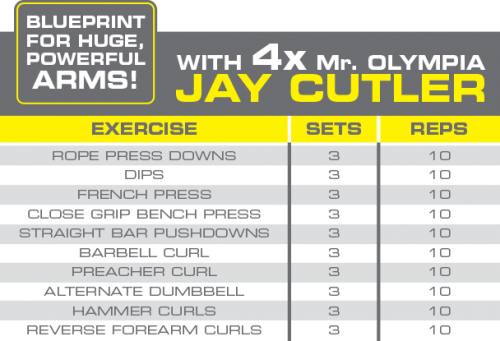 BLUEPRINT
FOR HUGE,
POWERFUL
ARMS!
WITH 4x Mr. OLYMPIA
JAY CUTLER
EXERCISE SETS REPS
ROPE PRESS DOWNS 3 10
DIPS 3 10
FRENCH PRESS 3 10
CLOSE GRIP BENCH PRESS 3 10
STRAIGHT BAR PUSHDOWNS 3 10
BARBELL CURL 3 10
PREACHER CURL 3 10
ALTERNATE DUMBBELL 3 10
HAMMER CURLS 3 10
REVERSE FOREARM CURLS 3 10